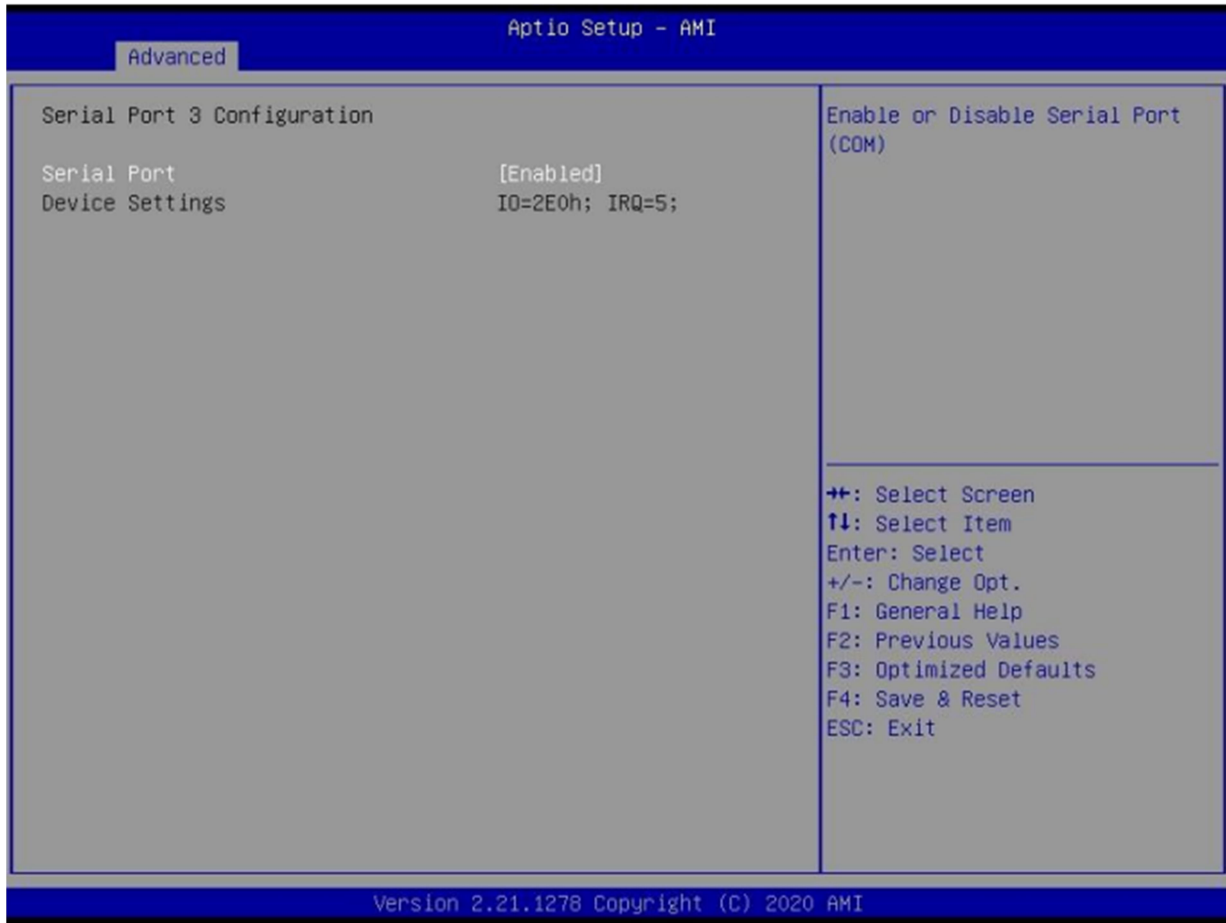 Aptio Setup – AMI
Advanced
Serial Port 3 Configuration
Serial Port [Enabled]
Device Settings IO=2E0h; IRQ=5;
Enable or Disable Serial Port
(COM)
→←: Select Screen
↑↓: Select Item
Enter: Select
+/-: Change Opt.
F1: General Help
F2: Previous Values
F3: Optimized Defaults
F4: Save & Reset
ESC: Exit
Version 2.21.1278 Copyright (C) 2020 AMI